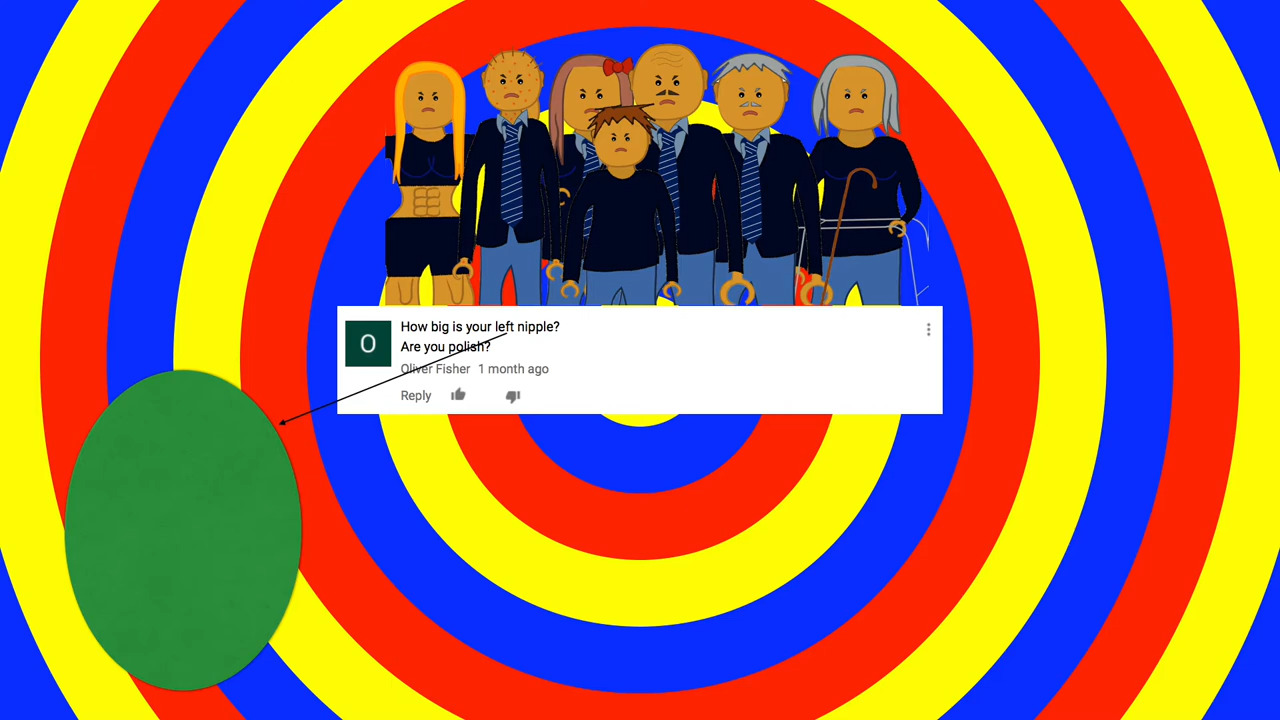 How big is your left nipple?
O
Are you polish?
Oliver Fisher 1 month ago
Reply